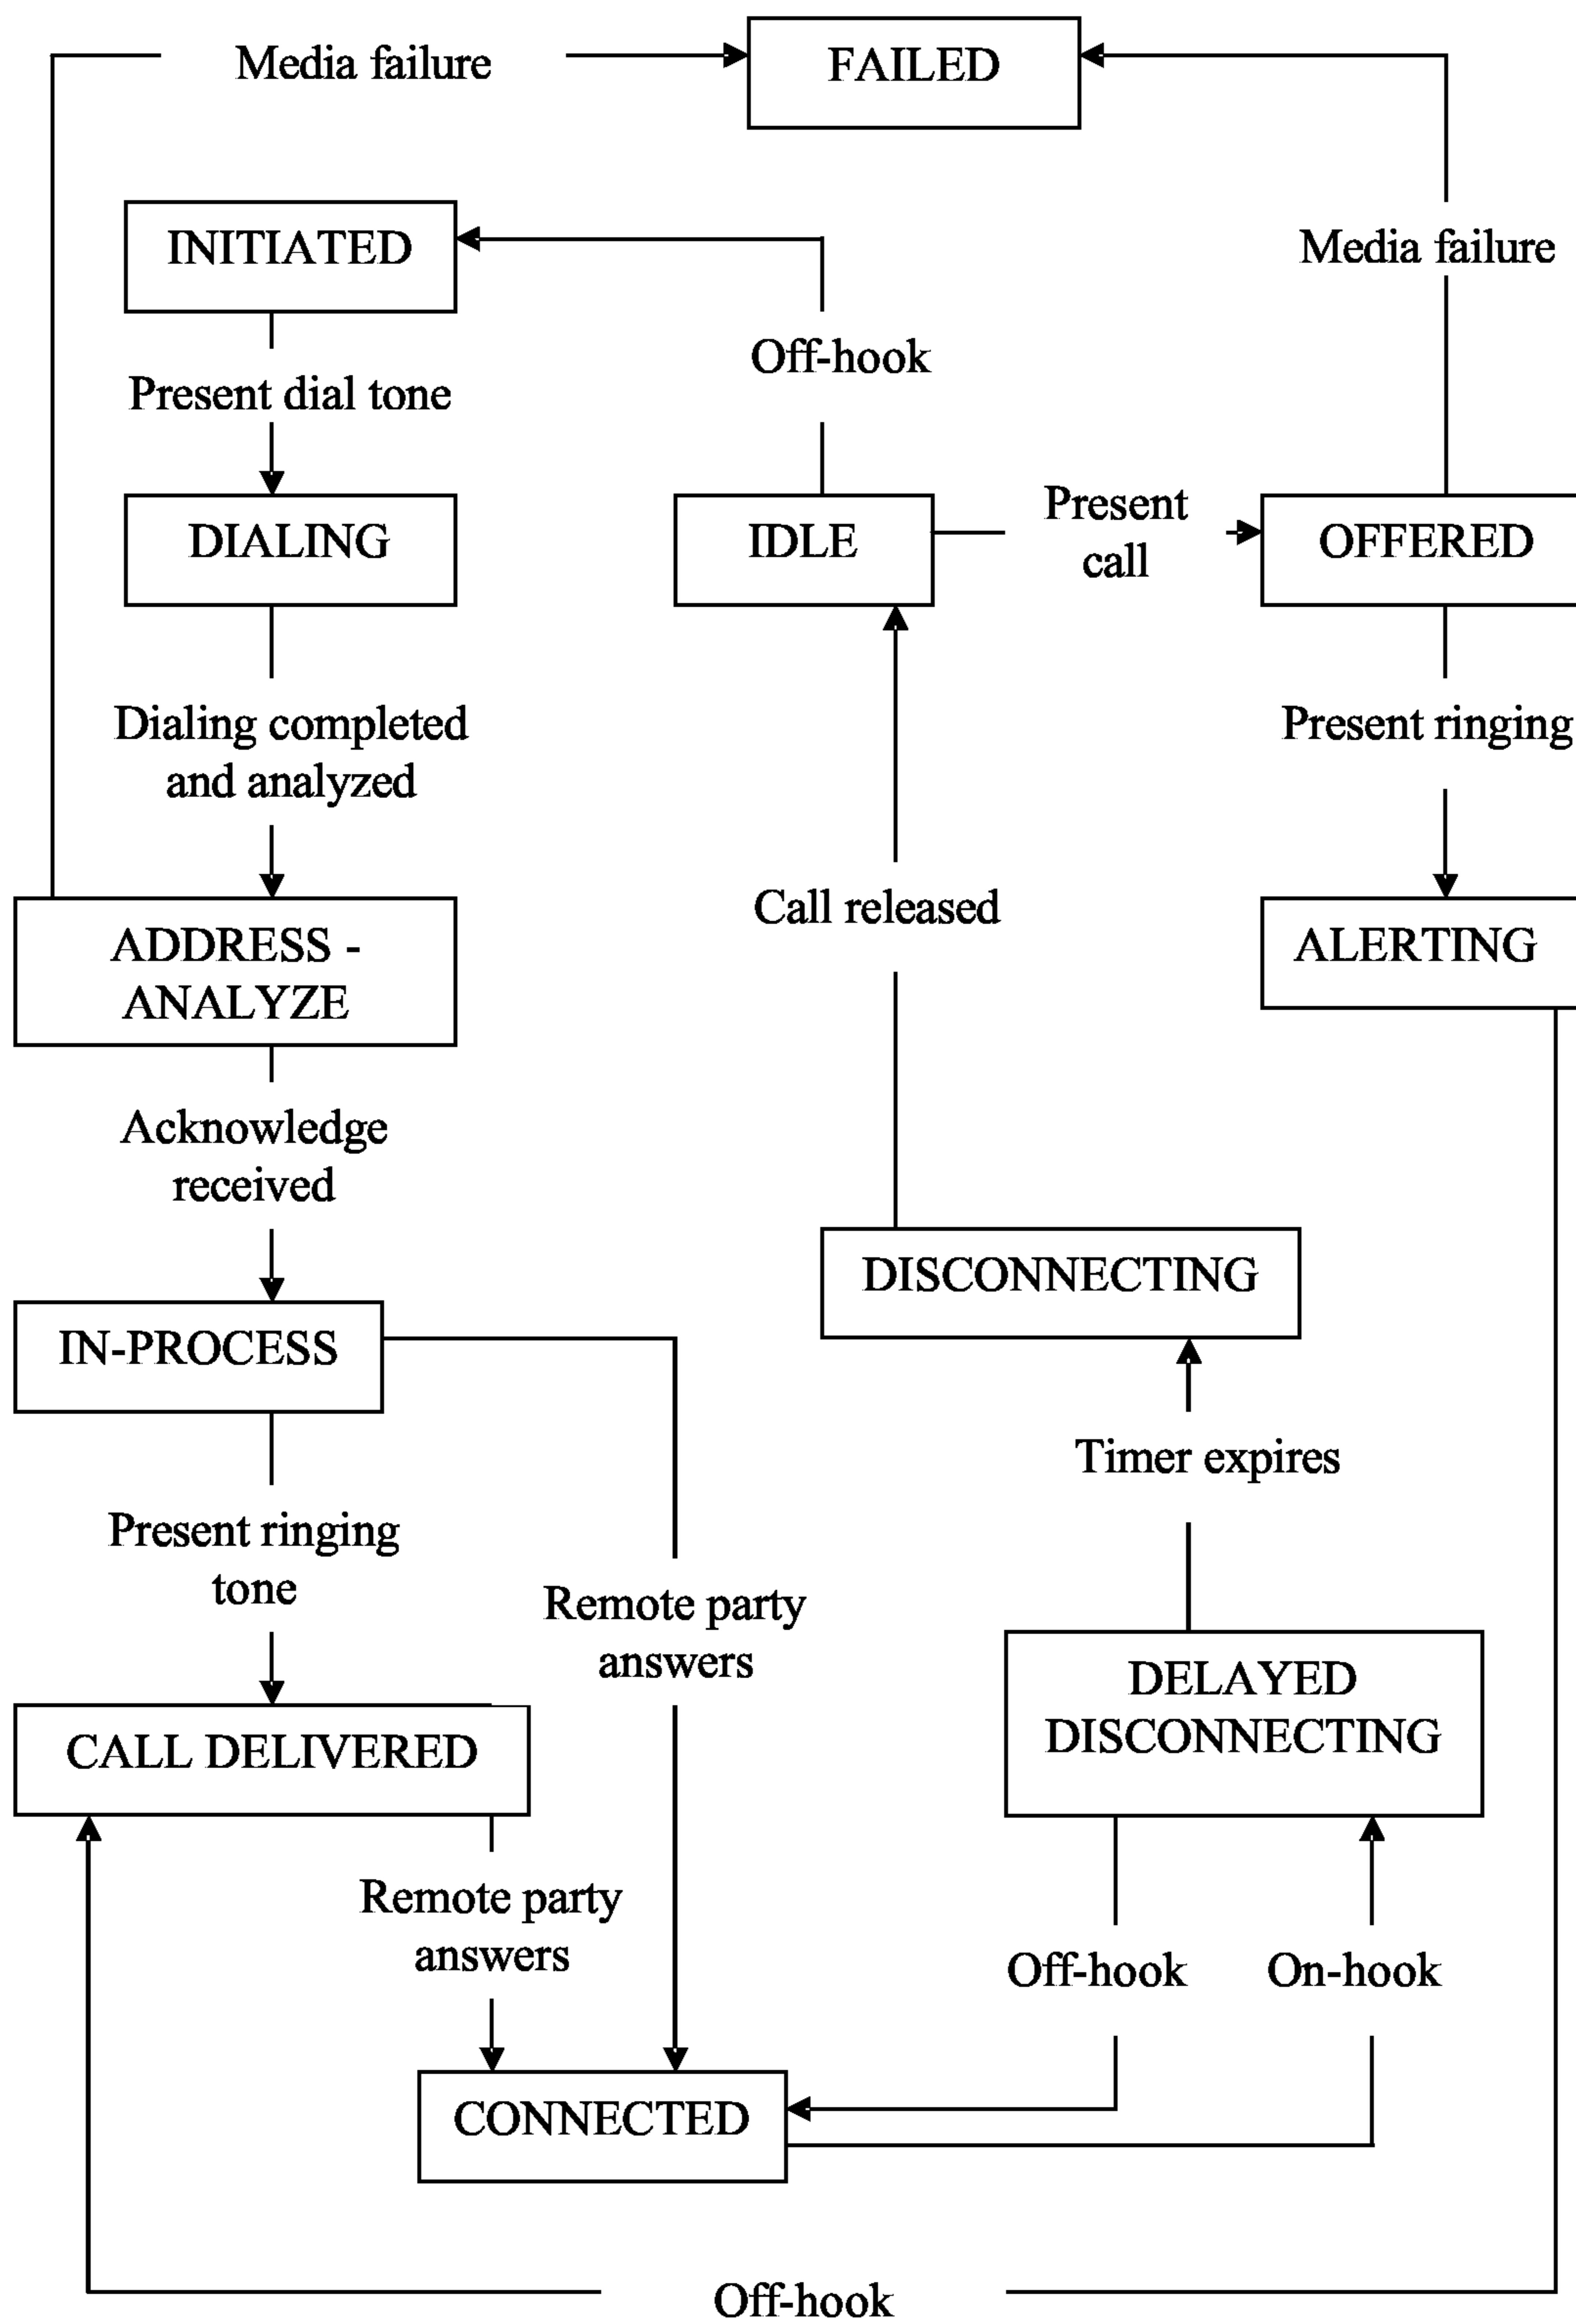 Media failure
FAILED
INITIATED
Media failure
Off-hook
Present dial tone
DIALING
IDLE
Present
call
OFFERED
Dialing completed
and analyzed
Present ringing
Call released
ADDRESS -
ANALYZE
ALERTING
Acknowledge
received
DISCONNECTING
IN-PROCESS
Timer expires
Present ringing
tone
Remote party
answers
DELAYED
DISCONNECTING
CALL DELIVERED
Remote party
answers
Off-hook
On-hook
CONNECTED
Off-hook